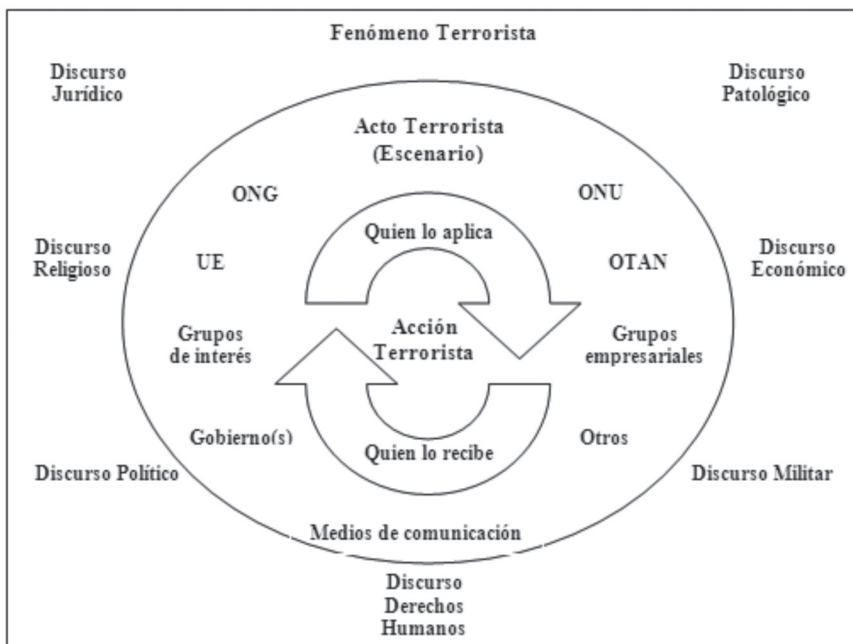 Fenómeno Terrorista
Discurso
Jurídico
Discurso
Patológico
Acto Terrorista
(Escenario)
ONG
ONU
Quien lo aplica
Discurso
Religioso
UE
OTAN
Discurso
Económico
Acción
Terrorista
Grupos
de interés
Grupos
empresariales
Gobierno(s)
Otros
Quien lo recibe
Discurso Político
Discurso Militar
Medios de comunicación
Discurso
Derechos
Humanos